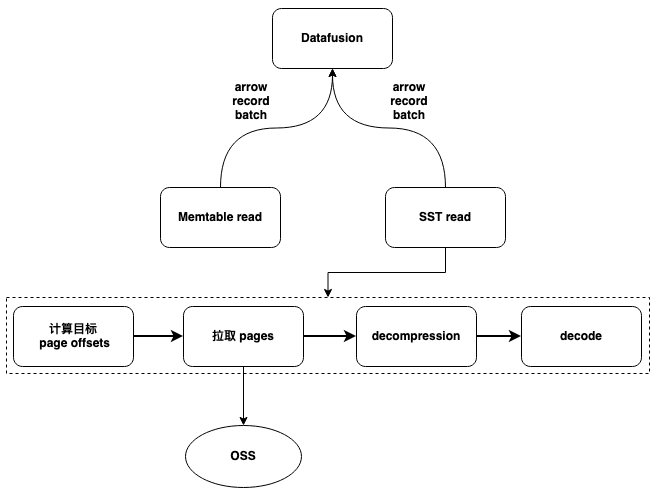 Datafusion
arrow
record
batch
arrow
record
batch
Memtable read
SST read
计算目标
page offsets
拉取 pages
decompression
decode
OSS